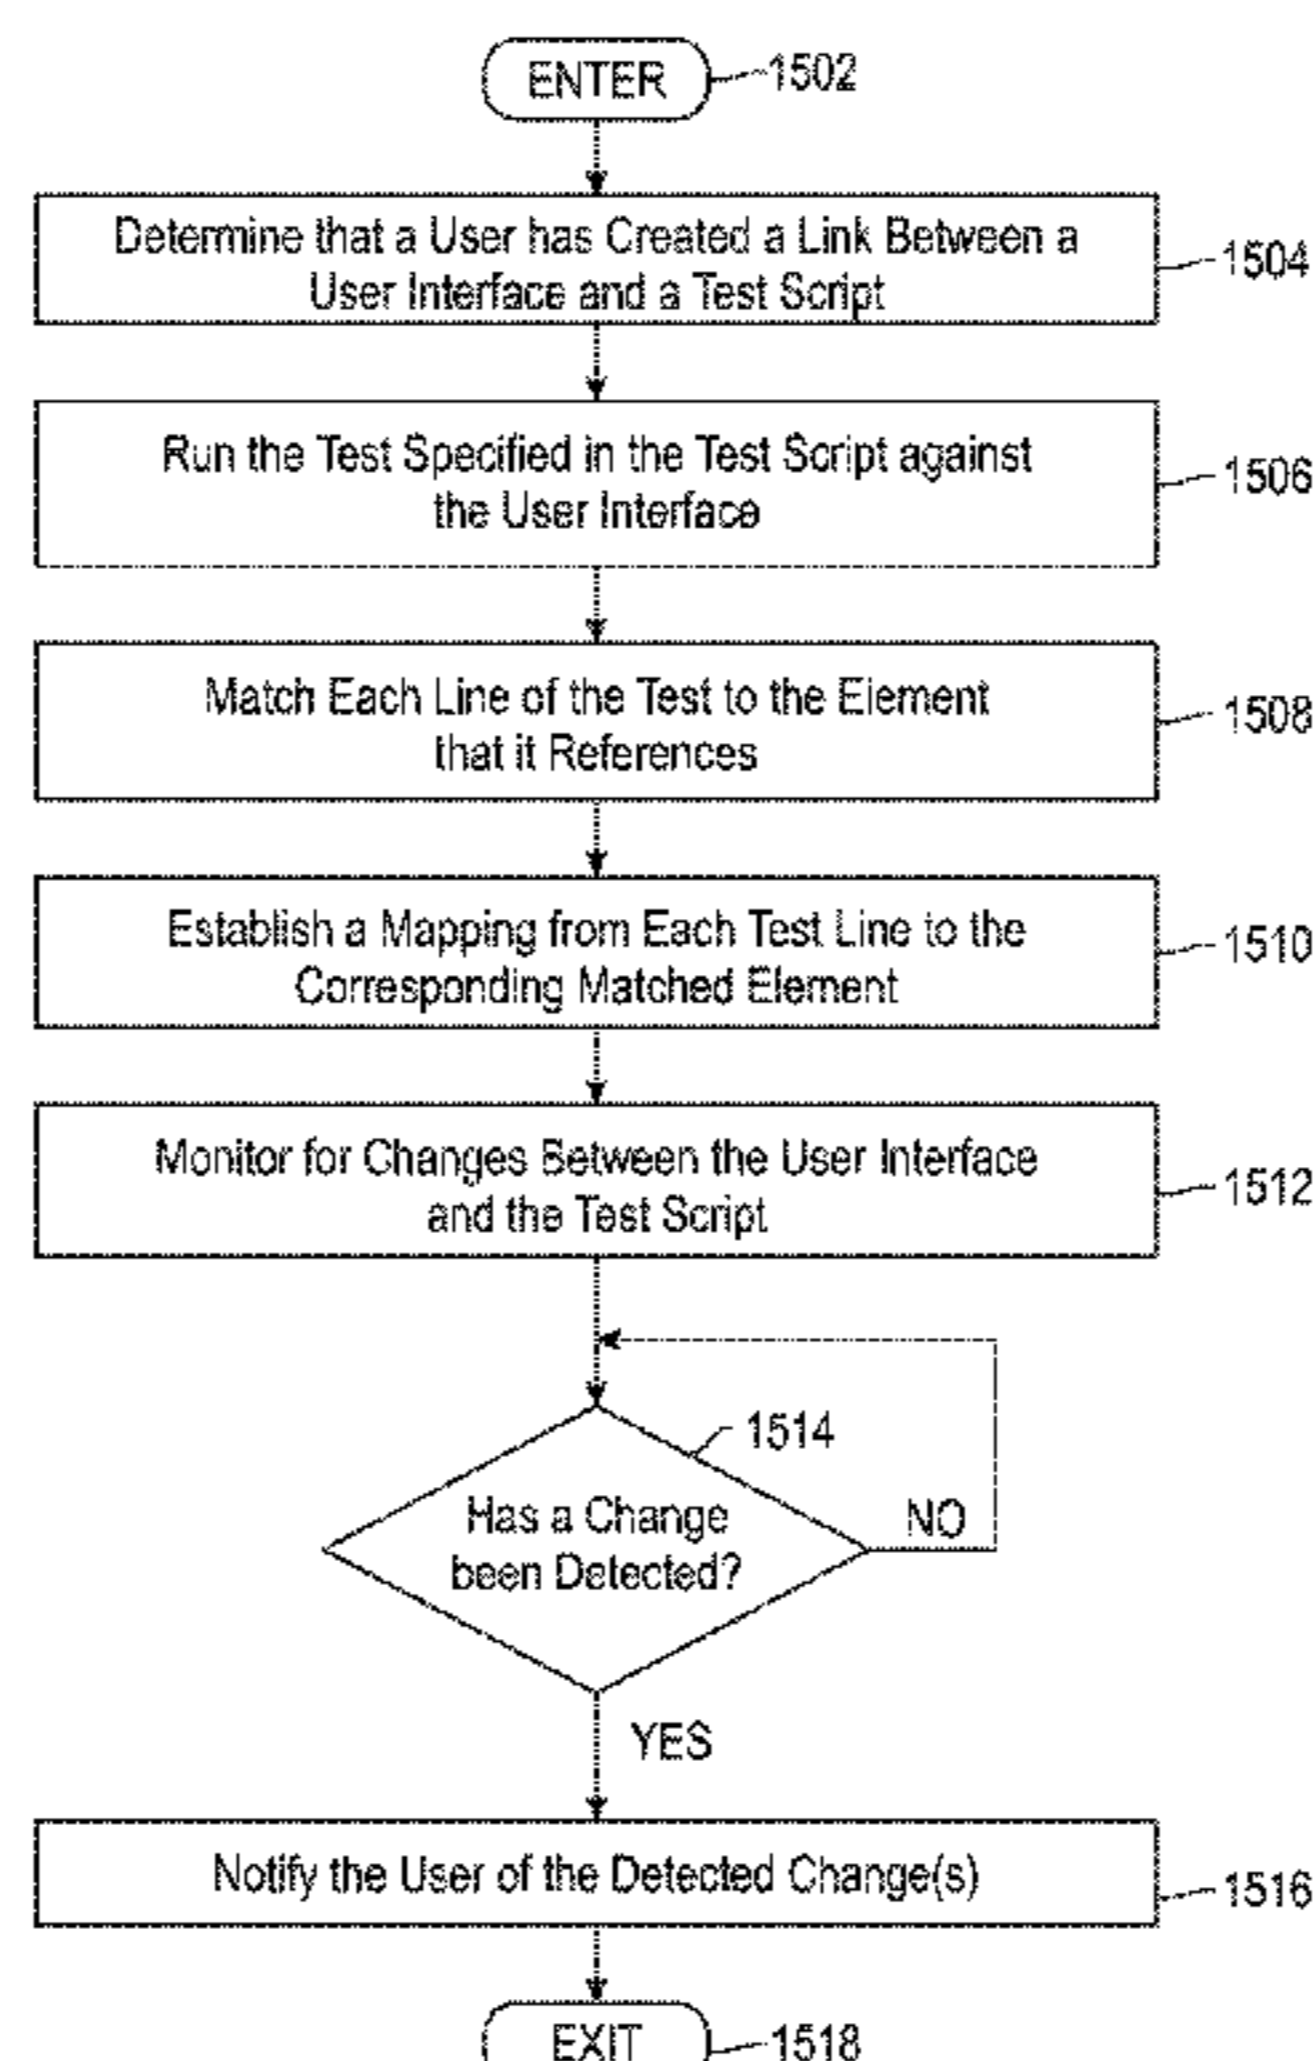 ENTER
1502
Determine that a User has Created a Link Between a
User Interface and a Test Script
1504
Run the Test Specified in the Test Script against
the User Interface
1506
Match Each Line of the Test to the Element
that it References
1508
Establish a Mapping from Each Test Line to the
Corresponding Matched Element
1510
Monitor for Changes Between the User Interface
and the Test Script
1512
1514
Has a Change
been Detected?
NO
YES
Notify the User of the Detected Change(s)
1516
EXIT
1518